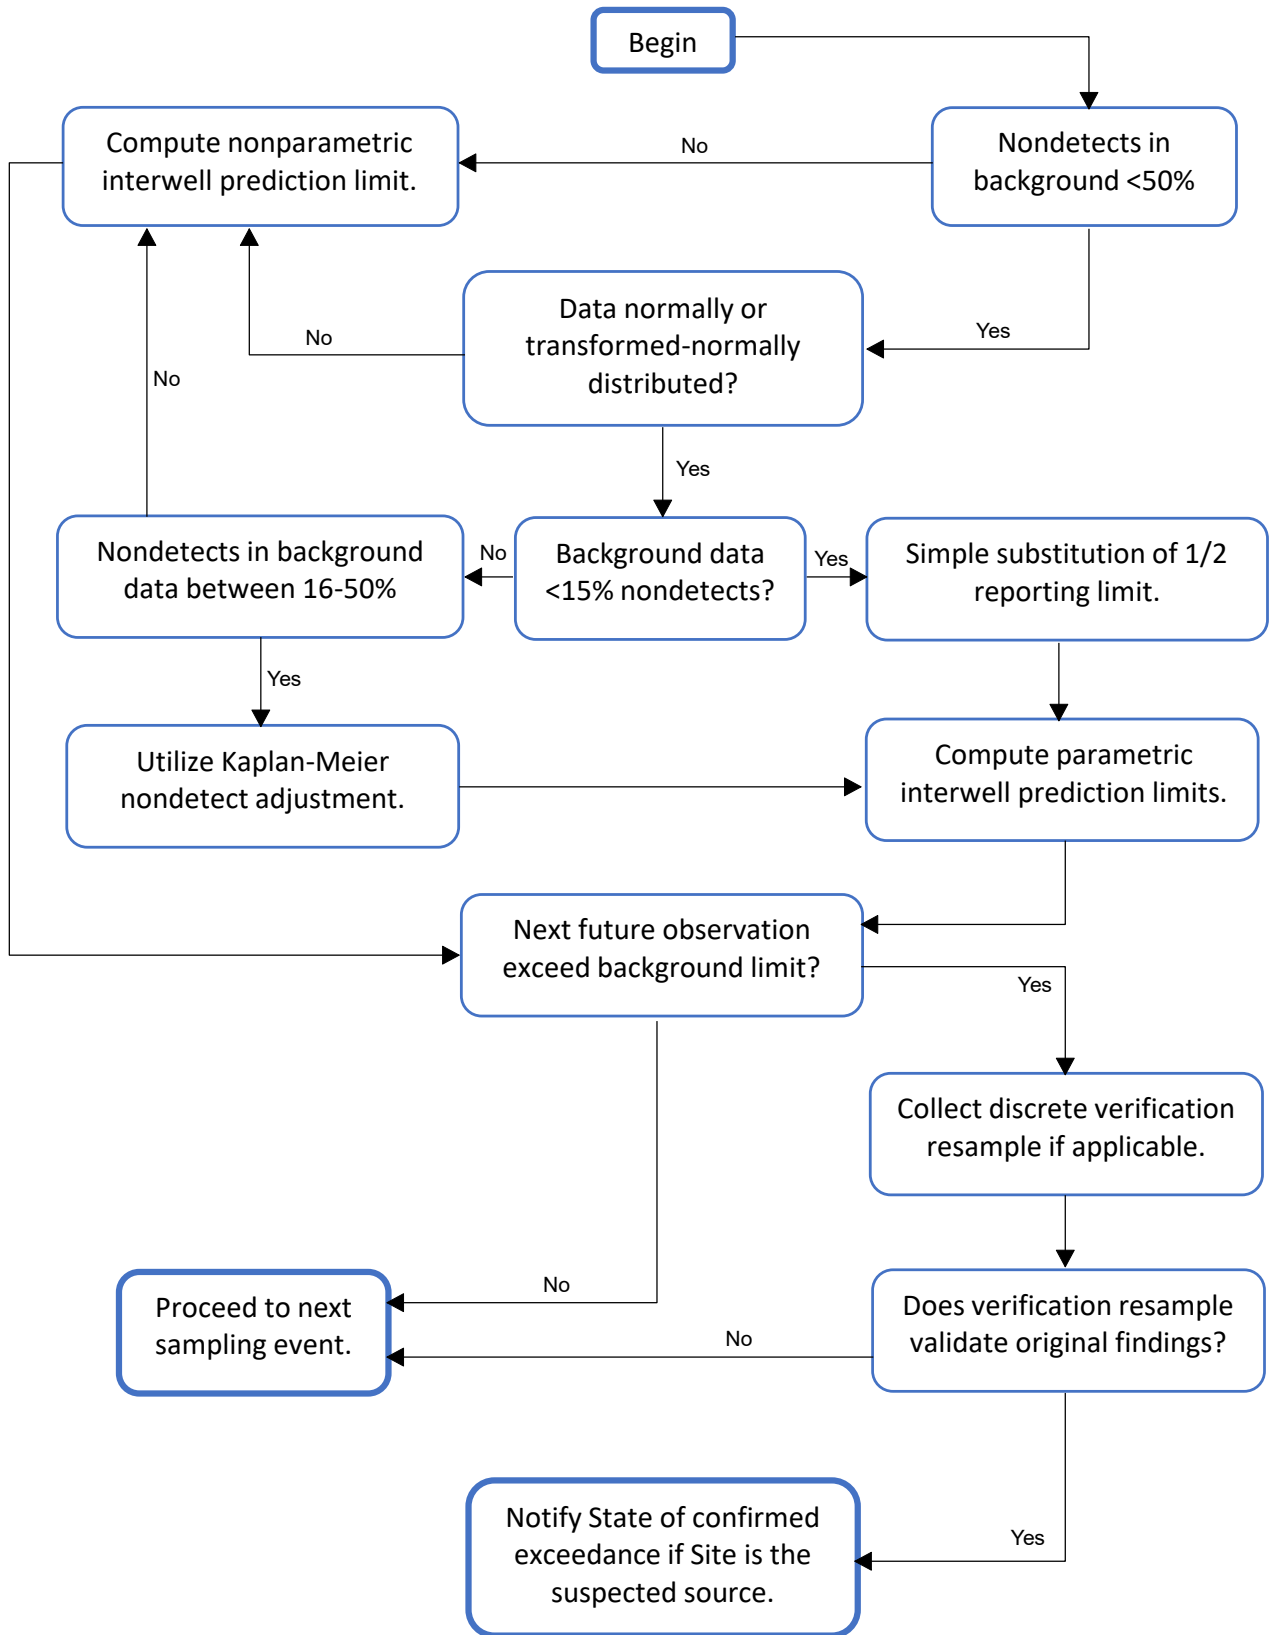 Begin
Compute nonparametric
interwell prediction limit.
No
Nondetects in
background <50%
Data normally or
transformed-normally
distributed?
No
Yes
No
Yes
Nondetects in background
data between 16-50%
No
Background data
<15% nondetects?
Yes
Simple substitution of 1/2
reporting limit.
Yes
Utilize Kaplan-Meier
nondetect adjustment.
Compute parametric
interwell prediction limits.
Next future observation
exceed background limit?
Yes
Collect discrete verification
resample if applicable.
No
Proceed to next
sampling event.
Does verification resample
validate original findings?
No
Notify State of confirmed
exceedance if Site is the
suspected source.
Yes